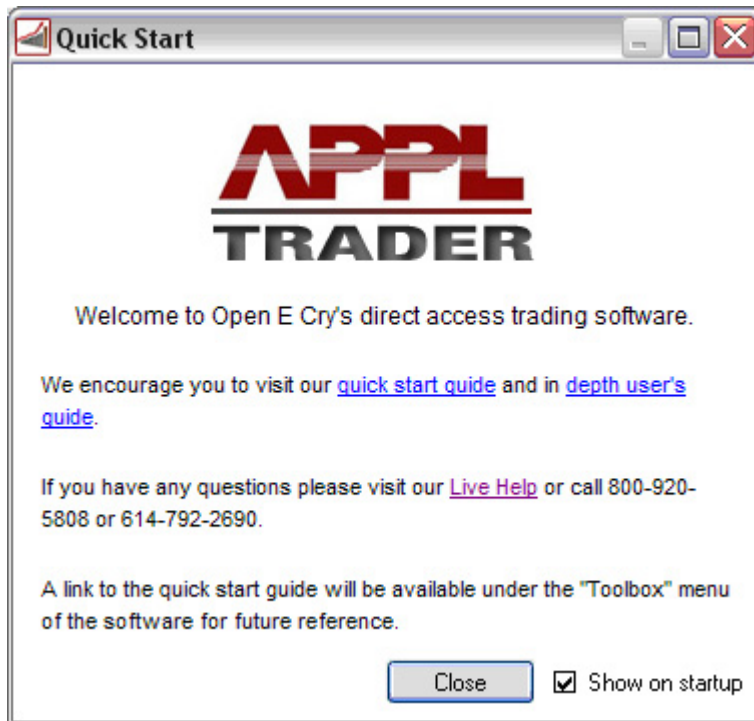 Quick Start
APPL
TRADER
Welcome to Open E Cry's direct access trading software.
We encourage you to visit our quick start guide and in depth user's
guide.
If you have any questions please visit our Live Help or call 800-920-
5808 or 614-792-2690.
A link to the quick start guide will be available under the "Toolbox" menu
of the software for future reference.
Close Show on startup